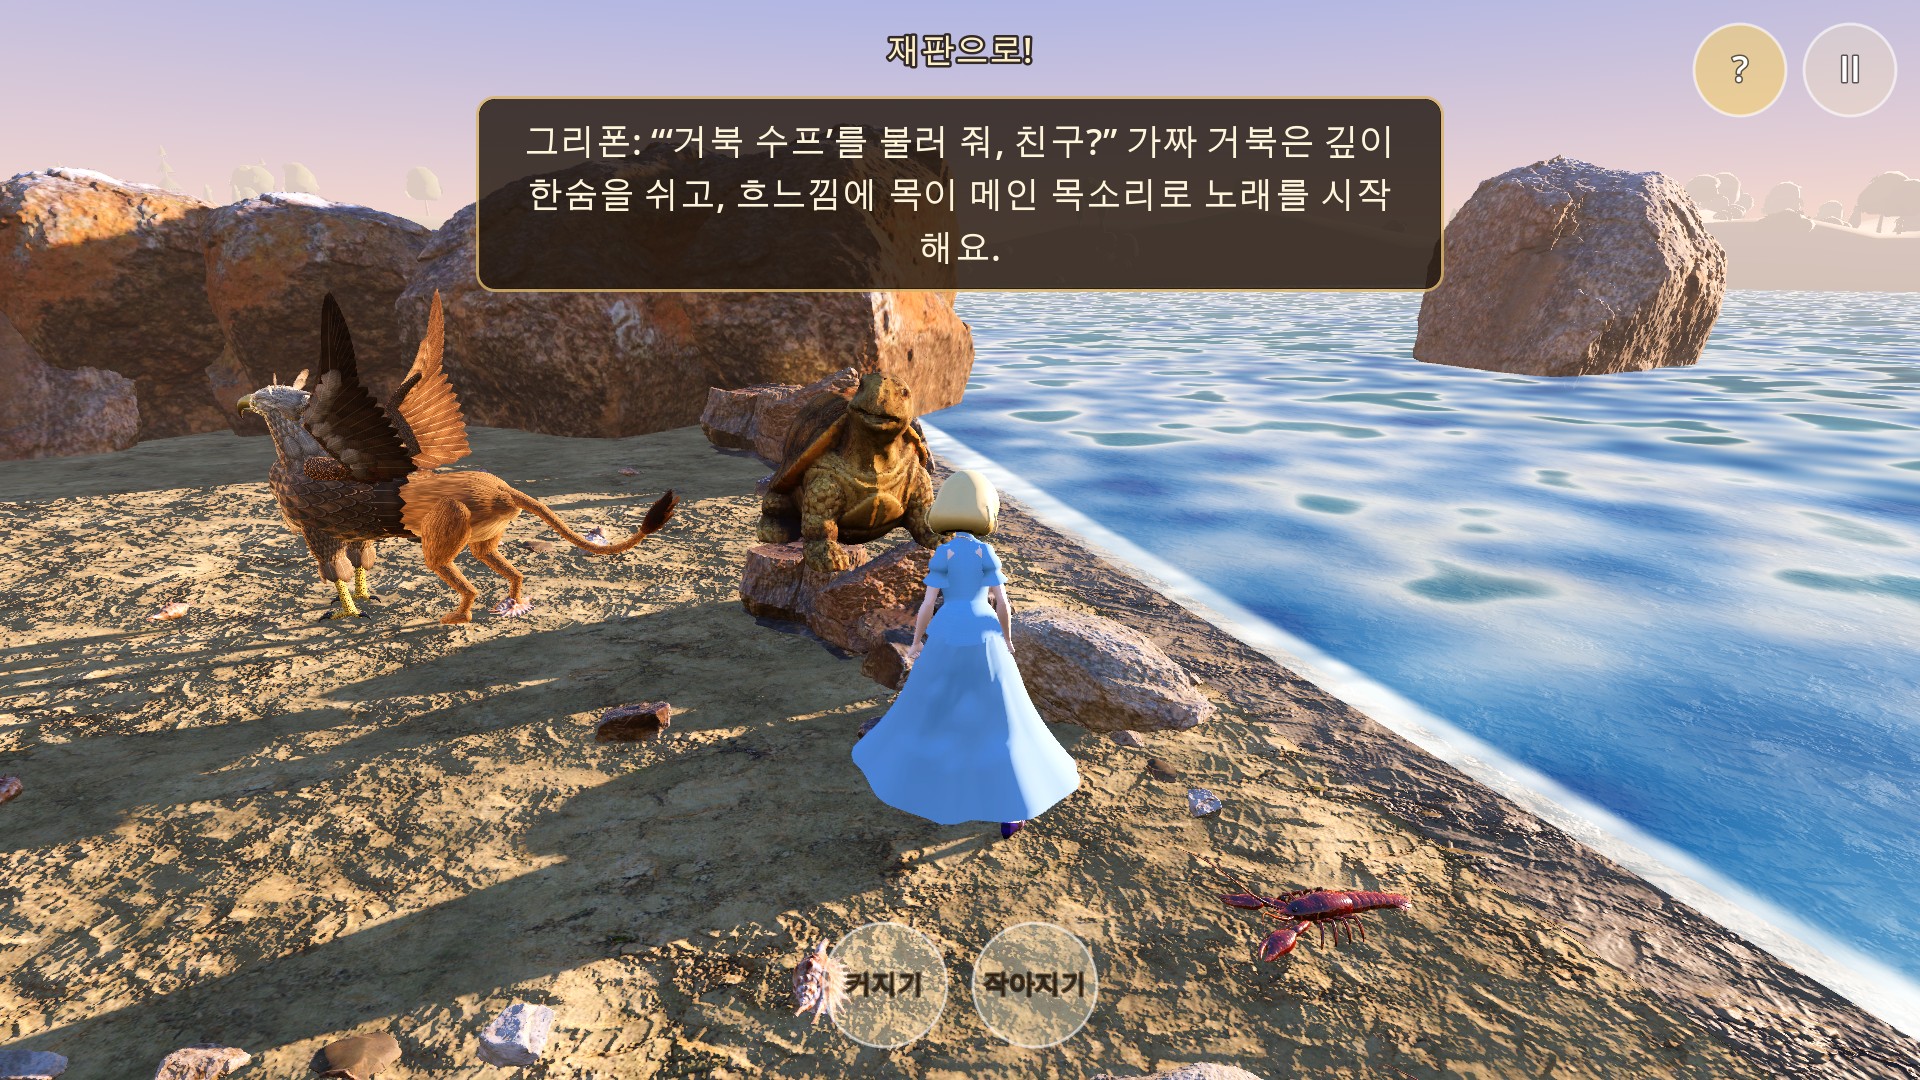 재판으로!
?
그리폰: “‘거북 수프’를 불러 줘, 친구?” 가짜 거북은 깊이
한숨을 쉬고, 흐느낌에 목이 메인 목소리로 노래를 시작
해요.
커지기
작아지기